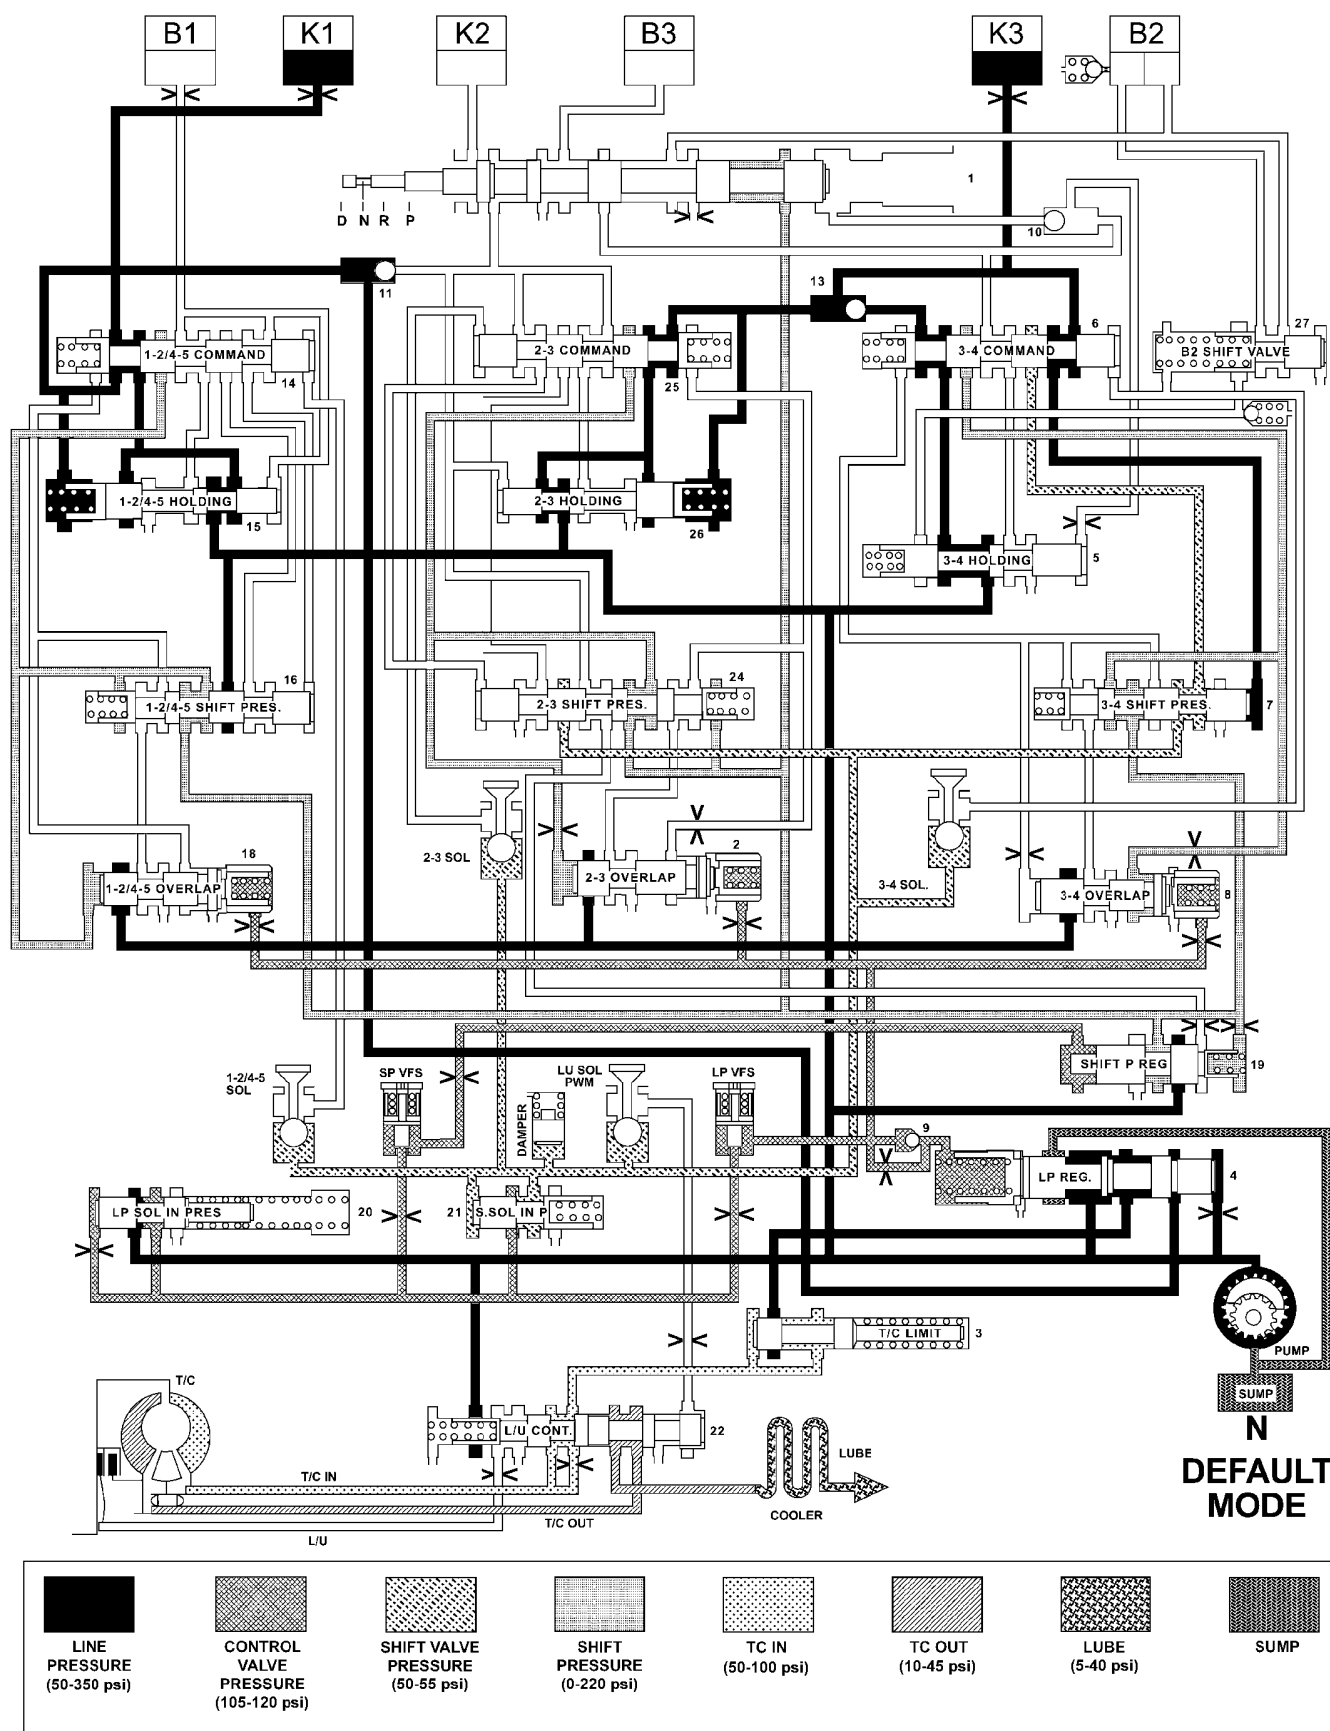 B1
K1
K2
B3
K3
B2
D N R P
1
10
11
13
1-2/4-5 COMMAND
14
2-3 COMMAND
25
3-4 COMMAND
6
27
B2 SHIFT VALVE
1-2/4-5 HOLDING
15
2-3 HOLDING
26
3-4 HOLDING
5
16
1-2/4-5 SHIFT PRES.
24
2-3 SHIFT PRES.
3-4 SHIFT PRES.
7
2-3 SOL
3-4 SOL.
18
1-2/4-5 OVERLAP
2
2-3 OVERLAP
3-4 OVERLAP
8
SHIFT P REG
19
1-2/4-5
SOL
SP VFS
DAMPER
LU SOL
PWM
LP VFS
9
LP REG.
4
LP SOL IN PRES
20
21
S.SOL IN P
T/C LIMIT
3
PUMP
SUMP
T/C
L/U CONT.
22
T/C IN
T/C OUT
L/U
LUBE
COOLER
N
DEFAULT
MODE
LINE
PRESSURE
(50-350 psi)
CONTROL
VALVE
PRESSURE
(105-120 psi)
SHIFT VALVE
PRESSURE
(50-55 psi)
SHIFT
PRESSURE
(0-220 psi)
TC IN
(50-100 psi)
TC OUT
(10-45 psi)
LUBE
(5-40 psi)
SUMP